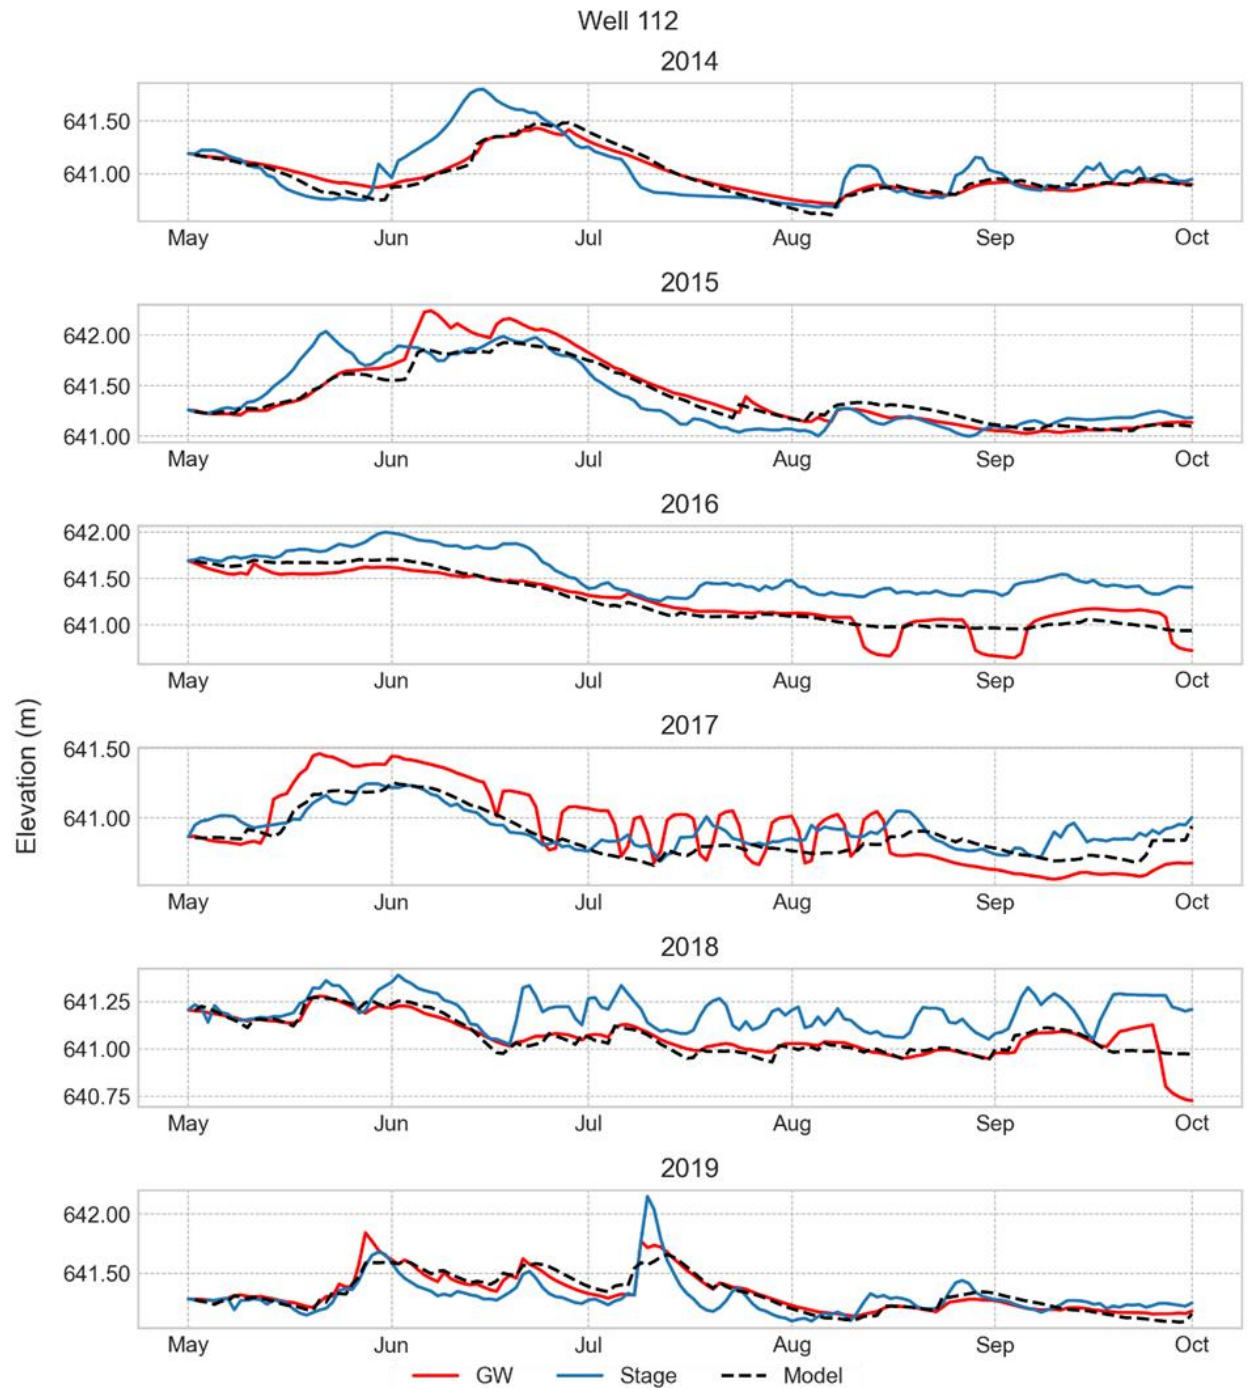 Well 112
2014
641.50
641.00
May Jun Jul Aug Sep Oct
2015
642.00
641.50
641.00
May Jun Jul Aug Sep Oct
2016
642.00
641.50
641.00
May Jun Jul Aug Sep Oct
Elevation (m)
2017
641.50
641.00
May Jun Jul Aug Sep Oct
2018
641.25
641.00
640.75
May Jun Jul Aug Sep Oct
2019
642.00
641.50
May Jun Jul Aug Sep Oct
GW Stage Model